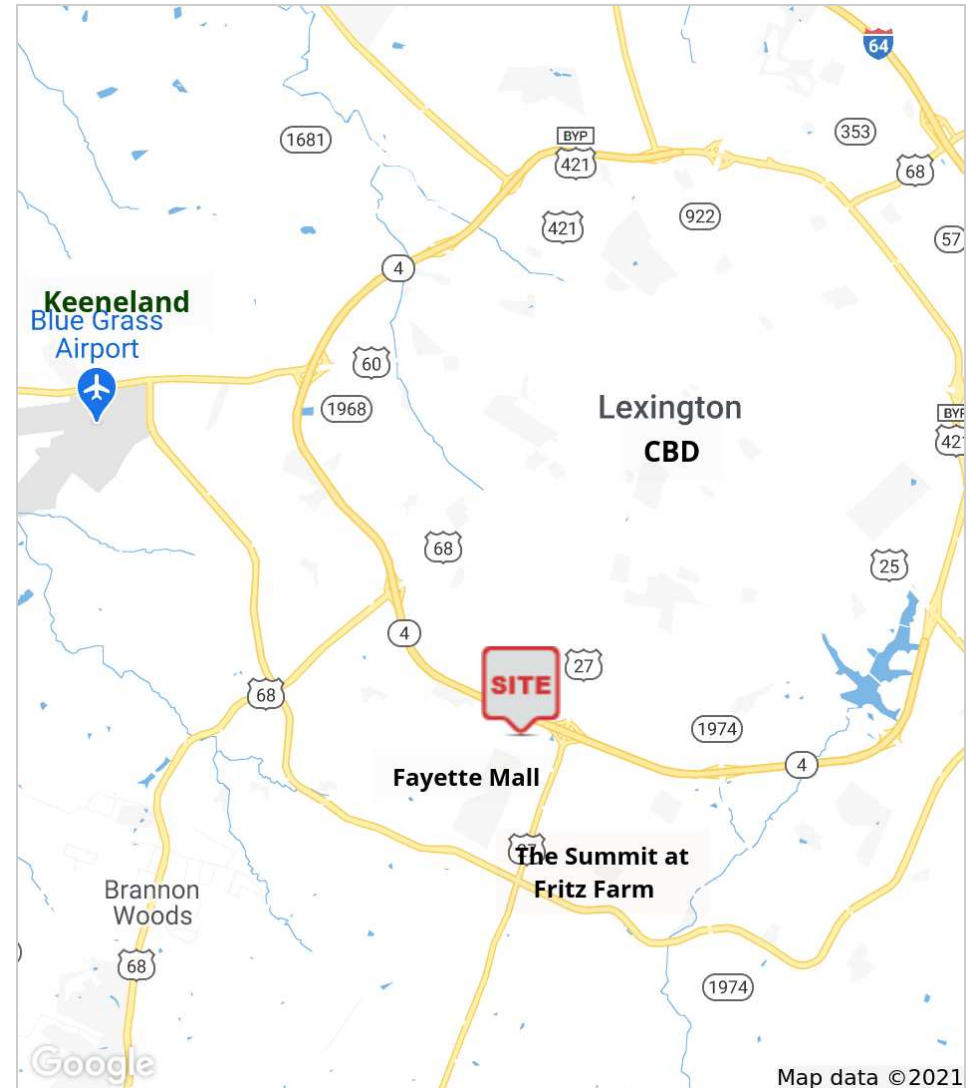 64
1681
BYP
421
353
68
922
421
57
4
Keeneland
Blue Grass
Airport
60
1968
Lexington
CBD
BYP
421
68
25
4
SITE
27
68
1974
4
Fayette Mall
The Summit at
Fritz Farm
Brannon
Woods
68
1974
Google
Map data ©2021